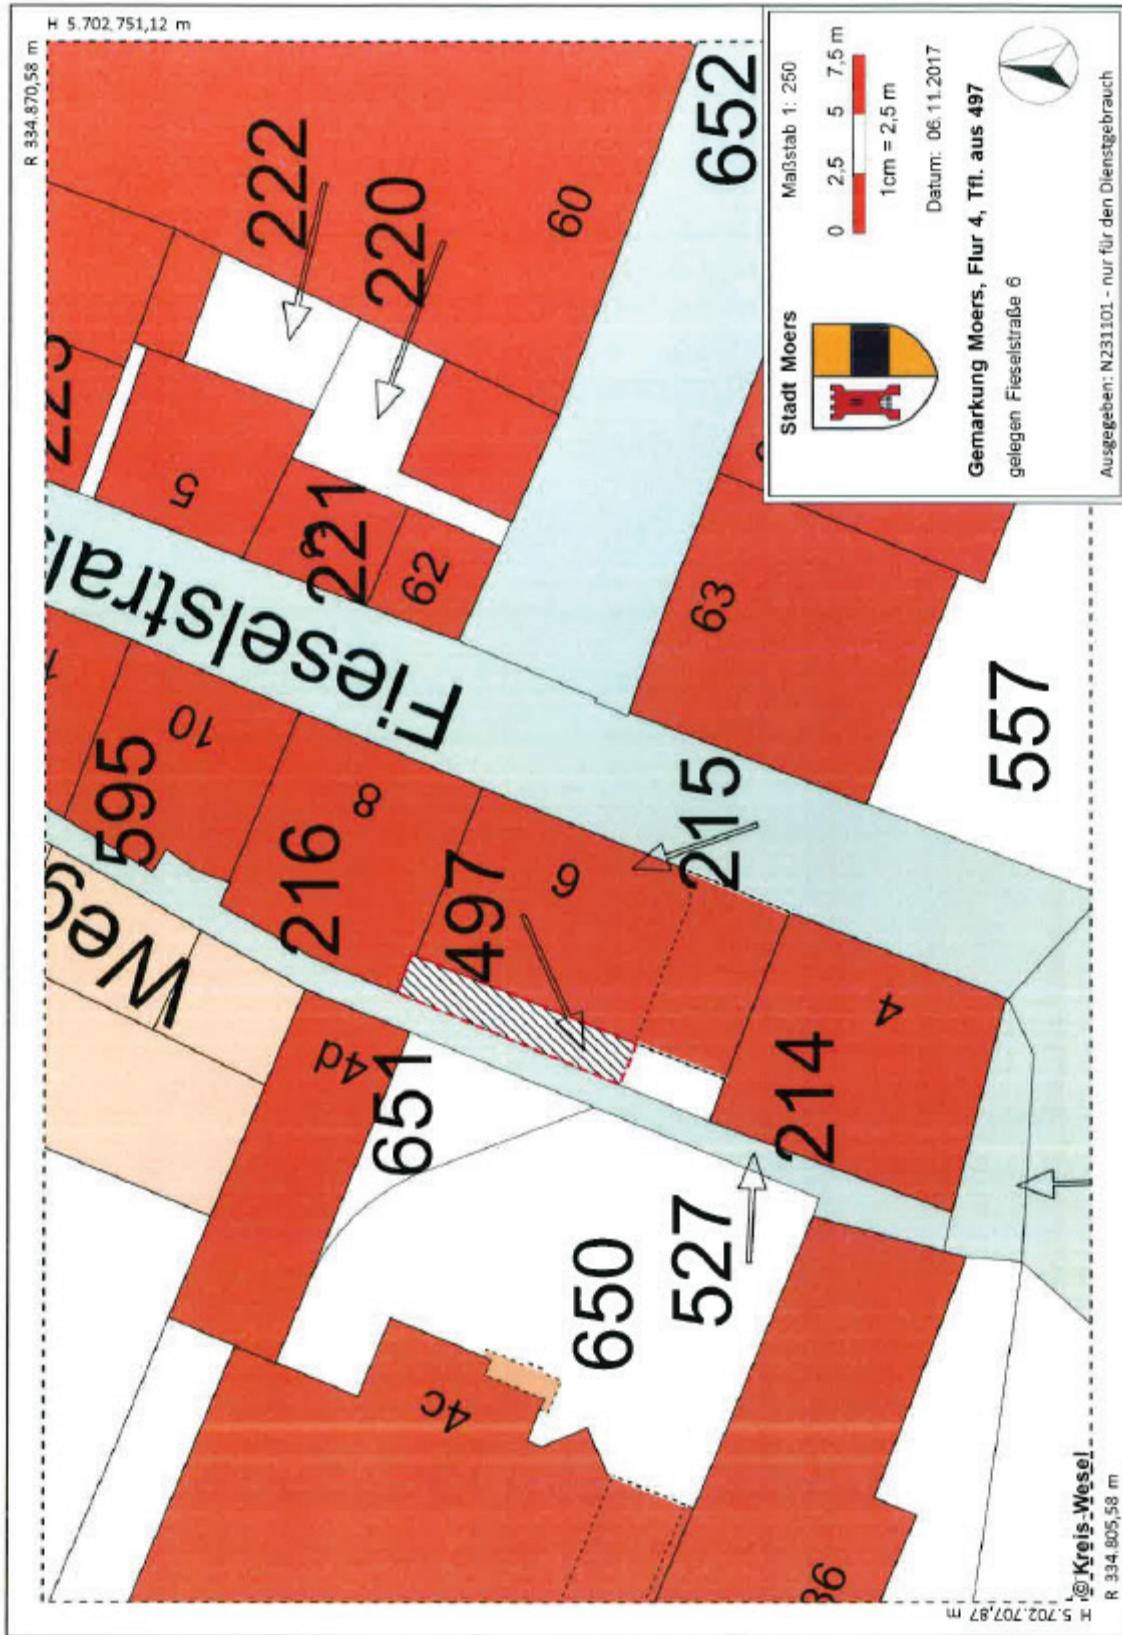 H 5.702.751,12 m
R 334.870,58 m
222
220
60
652
5
221
62
Fieselstraß
63
557
595
10
8
216
497
6
215
4
214
Weg
4d
651
650
527
4c
36
© Kreis-Wesel
R 334.805,58 m
H 5.702.707,87 m
Stadt Moers
Maßstab 1: 250
0 2,5 5 7,5 m
1cm = 2,5 m
Datum: 06.11.2017
Gemarkung Moers, Flur 4, Tfl. aus 497
gelegen Fieselstraße 6
Ausgegeben: N231101 - nur für den Dienstgebrauch